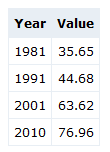 Year Value
1981 35.65
1991 44.68
2001 63.62
2010 76.96